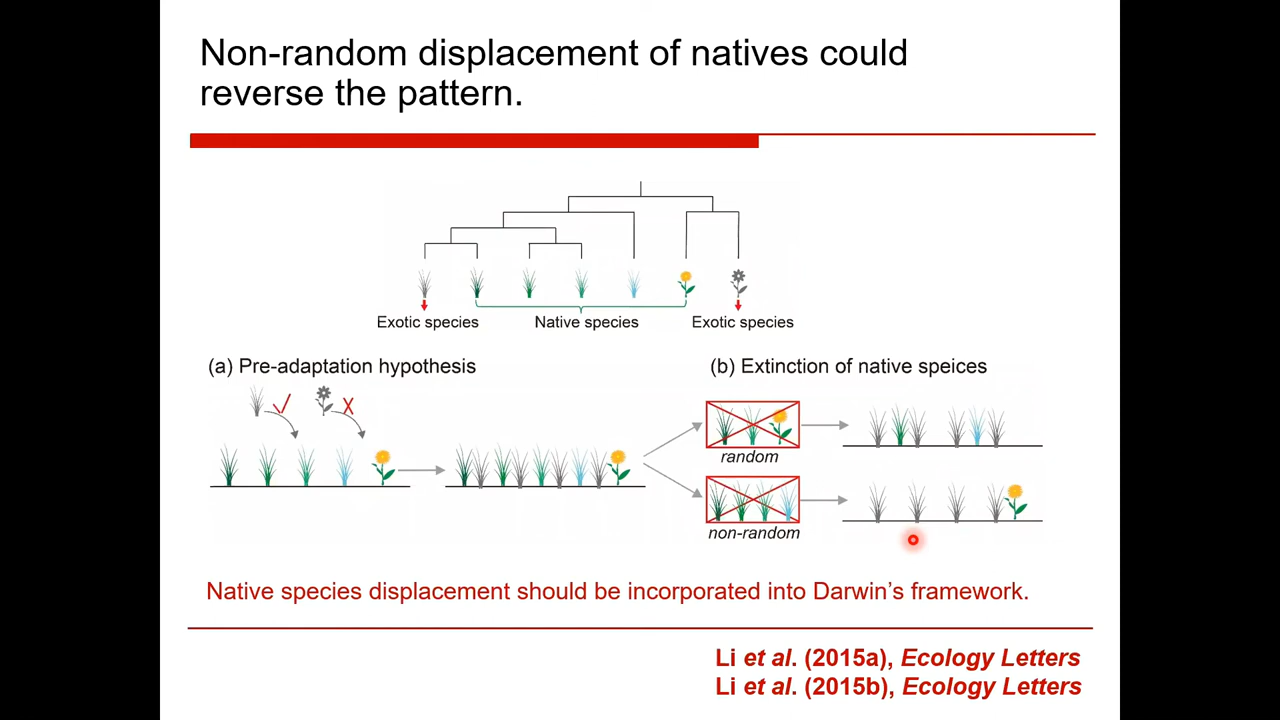 Non-random displacement of natives could
reverse the pattern.
Exotic species
Native species
Exotic species
(a) Pre-adaptation hypothesis
(b) Extinction of native speices
random
non-random
Native species displacement should be incorporated into Darwin's framework.
Li et al. (2015a), Ecology Letters
Li et al. (2015b), Ecology Letters